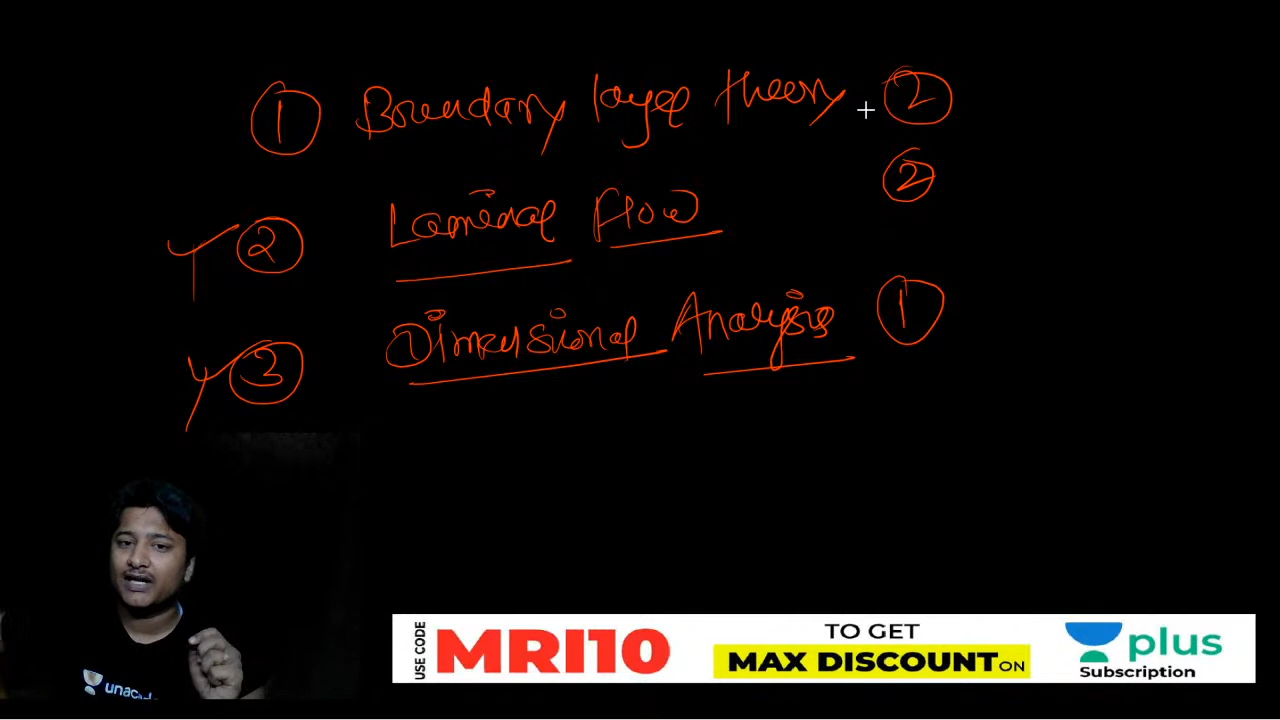 ① Boundary layer theory ②
②
② Laminar flow
③ Dimensional Analysis ①
unacade
USE CODE
MRI10
TO GET
MAX DISCOUNT ON
plus
Subscription